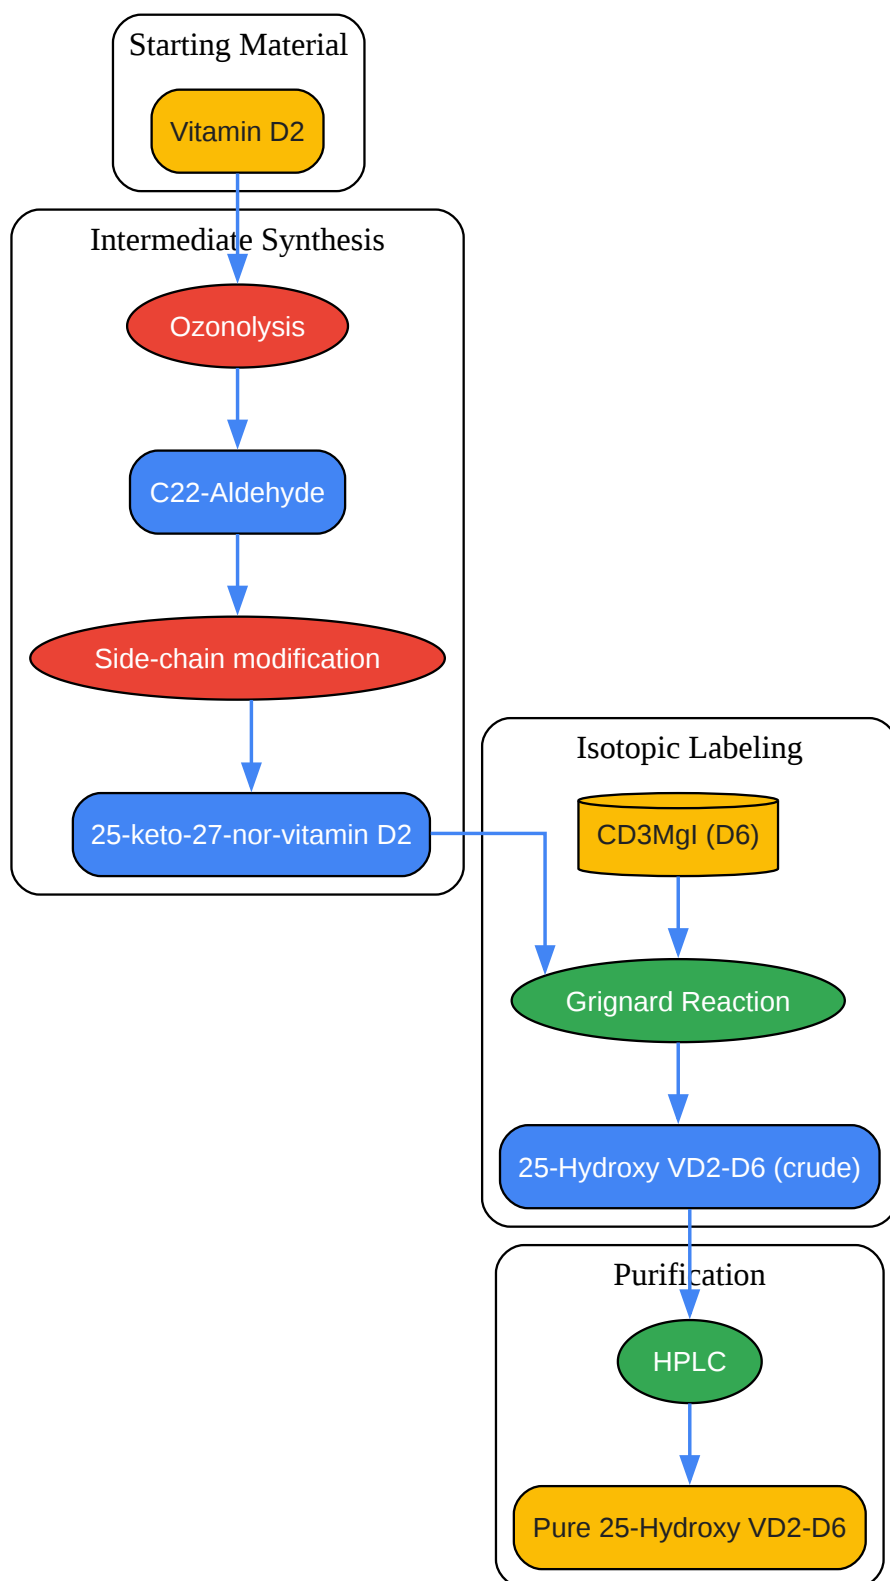 Starting Material
Vitamin D2
Intermediate Synthesis
Ozonolysis
C22-Aldehyde
Side-chain modification
25-keto-27-nor-vitamin D2
Isotopic Labeling
CD3MgI (D6)
Grignard Reaction
25-Hydroxy VD2-D6 (crude)
Purification
HPLC
Pure 25-Hydroxy VD2-D6